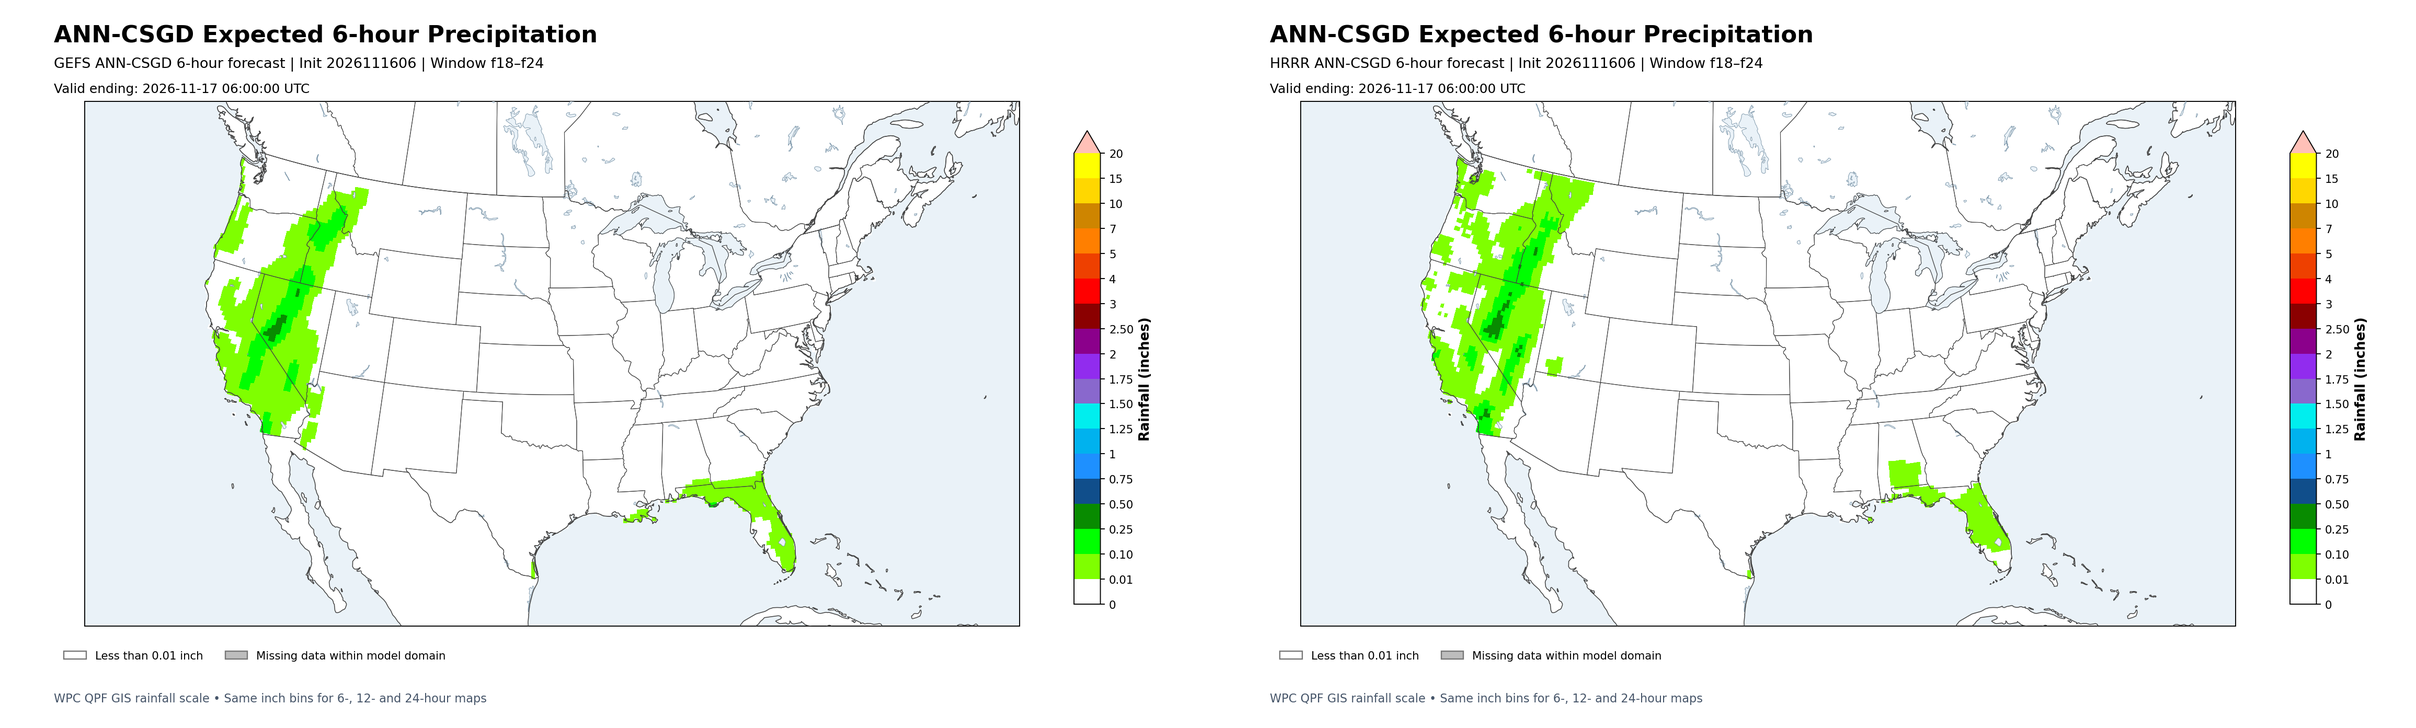 ANN-CSGD Expected 6-hour Precipitation
GEFS ANN-CSGD 6-hour forecast | Init 2026111606 | Window f18–f24
Valid ending: 2026-11-17 06:00:00 UTC
20
15
10
7
5
4
3
2.50
2
1.75
1.50
1.25
1
0.75
0.50
0.25
0.10
0.01
0
Rainfall (inches)
Less than 0.01 inch
Missing data within model domain
WPC QPF GIS rainfall scale • Same inch bins for 6-, 12- and 24-hour maps
ANN-CSGD Expected 6-hour Precipitation
HRRR ANN-CSGD 6-hour forecast | Init 2026111606 | Window f18–f24
Valid ending: 2026-11-17 06:00:00 UTC
20
15
10
7
5
4
3
2.50
2
1.75
1.50
1.25
1
0.75
0.50
0.25
0.10
0.01
0
Rainfall (inches)
Less than 0.01 inch
Missing data within model domain
WPC QPF GIS rainfall scale • Same inch bins for 6-, 12- and 24-hour maps